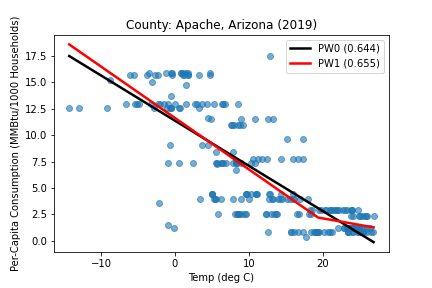 County: Apache, Arizona (2019)
Per-Capita Consumption (MMBtu/1000 Households)
17.5
15.0
12.5
10.0
7.5
5.0
2.5
0.0
PW0 (0.644)
PW1 (0.655)
−10 0 10 20
Temp (deg C)